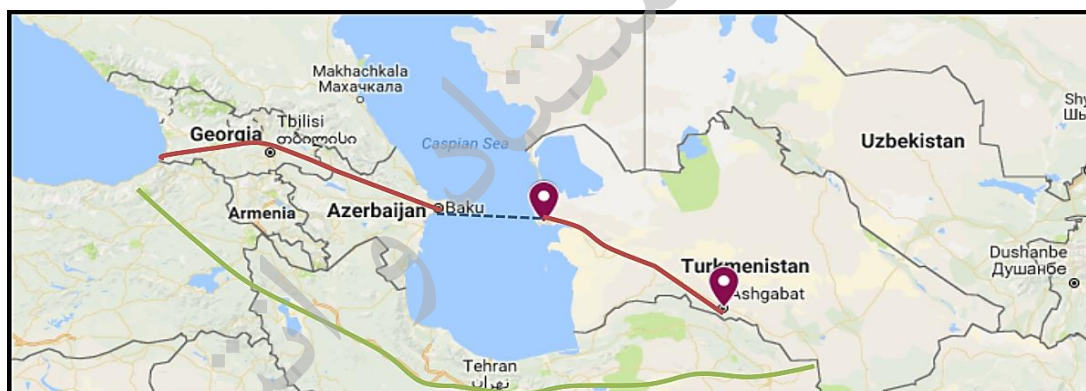 Makhachkala
Махачкала
Georgia
Tbilisi
თბილისი
Caspian Sea
Uzbekistan
Armenia
Azerbaijan
Baku
Turkmenistan
Ashgabat
Dushanbe
Душанбе
Tehran
تهران